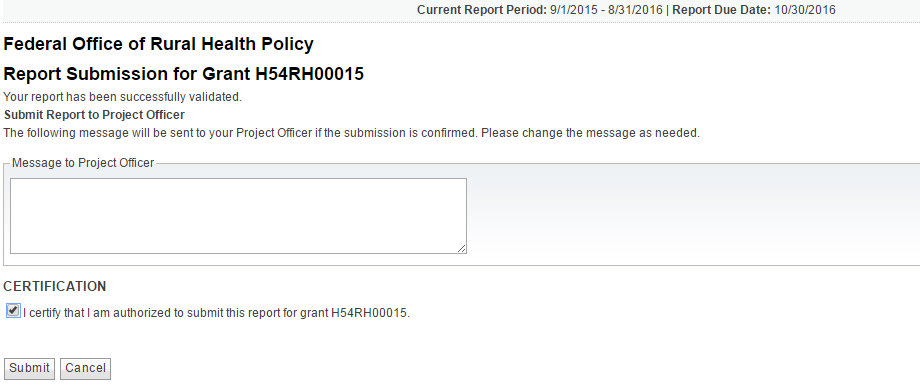 Current Report Period: 9/1/2015 - 8/31/2016 | Report Due Date: 10/30/2016
Federal Office of Rural Health Policy
Report Submission for Grant H54RH00015
Your report has been successfully validated.
Submit Report to Project Officer
The following message will be sent to your Project Officer if the submission is confirmed. Please change the message as needed.
Message to Project Officer
CERTIFICATION
I certify that I am authorized to submit this report for grant H54RH00015.
Submit Cancel